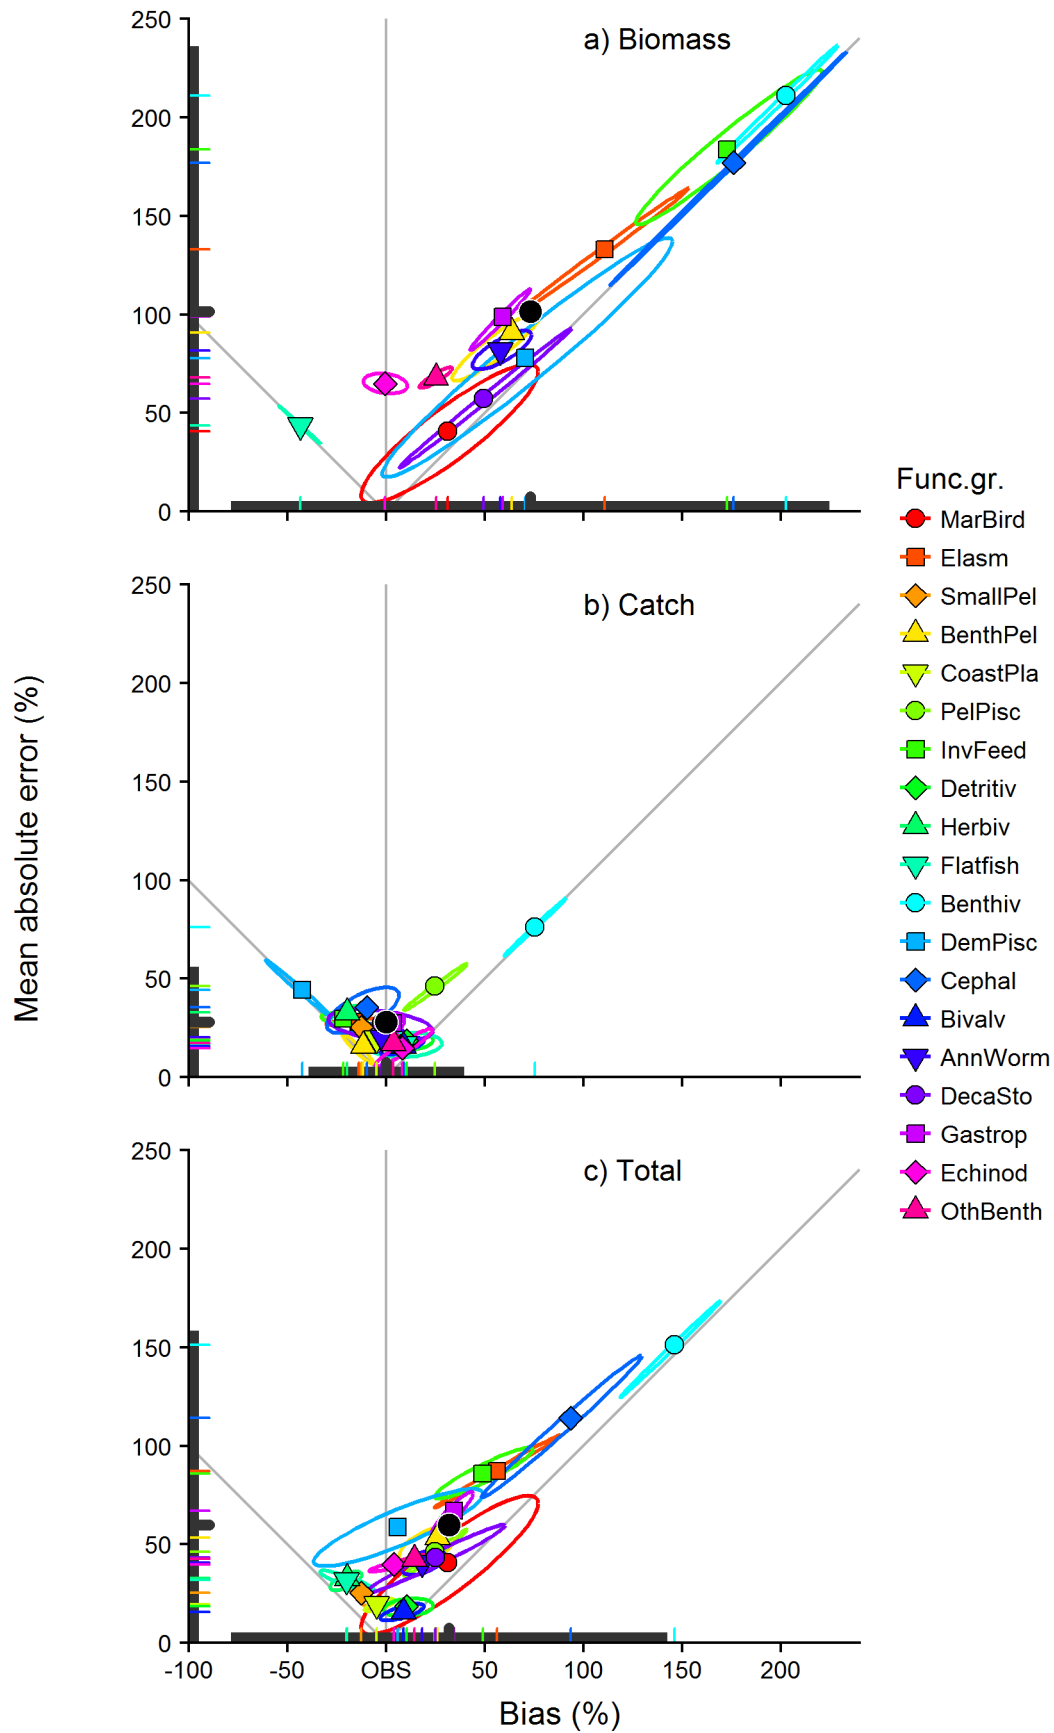 250
a) Biomass
200
150
100
50
0
250
b) Catch
200
150
100
50
0
250
c) Total
200
150
100
50
0
-100 -50 OBS 50 100 150 200
Bias (%)
Mean absolute error (%)
Func.gr.
MarBird
Elasm
SmallPel
BenthPel
CoastPla
PelPisc
InvFeed
Detritiv
Herbiv
Flatfish
Benthiv
DemPisc
Cephal
Bivalv
AnnWorm
DecaSto
Gastrop
Echinod
OthBenth